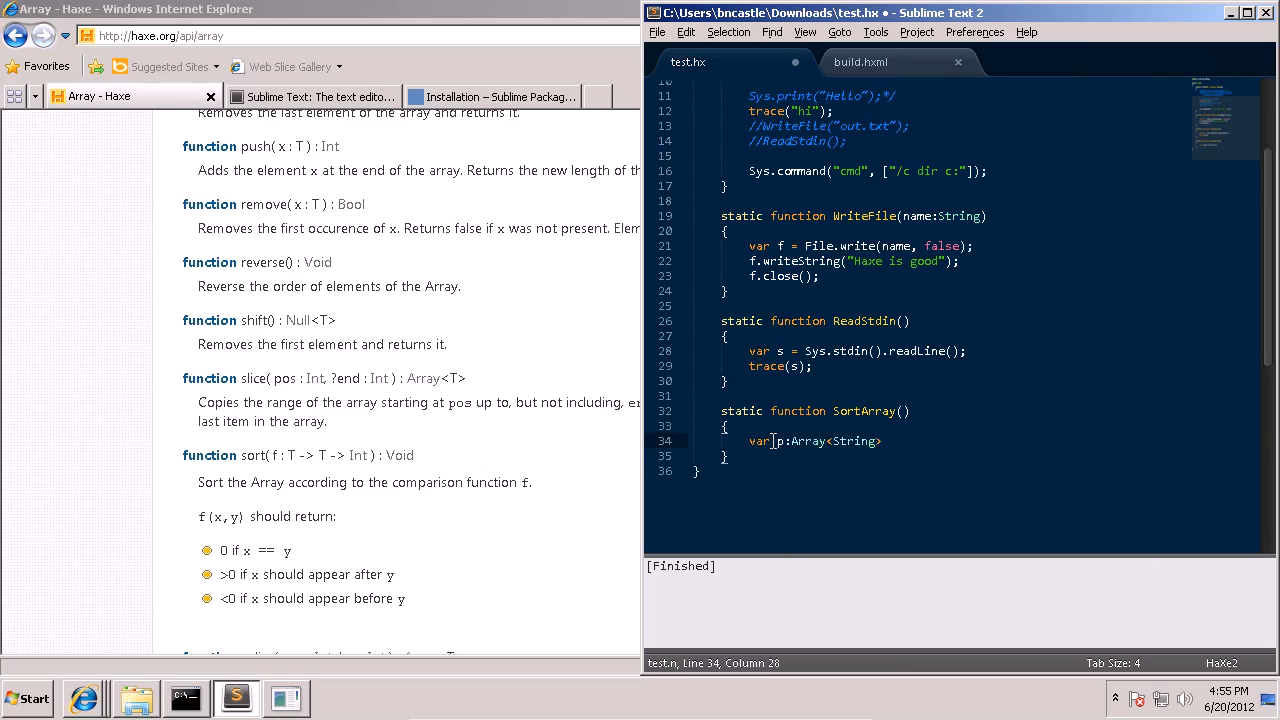 Array - Haxe - Windows Internet Explorer
http://haxe.org/api/array
Favorites
Suggested Sites
Web Slice Gallery
Array - Haxe
Sublime Text: The text editor...
Installation - Sublime Packag...
Removes the last element of the array and
function push( x : T ) : Int
Adds the element x at the end of the array. Returns the new length of th
function remove( x : T ) : Bool
Removes the first occurence of x. Returns false if x was not present. Elem
function reverse() : Void
Reverse the order of elements of the Array.
function shift() : Null<T>
Removes the first element and returns it.
function slice( pos : Int, ?end : Int ) : Array<T>
Copies the range of the array starting at pos up to, but not including, en
last item in the array.
function sort( f : T -> T -> Int ) : Void
Sort the Array according to the comparison function f.
f(x,y) should return:
0 if x == y
>0 if x should appear after y
<0 if x should appear before y
C:\Users\bncastle\Downloads\test.hx • - Sublime Text 2
File Edit Selection Find View Goto Tools Project Preferences Help
test.hx
build.hxml
10
11 Sys.print("Hello");*/
12 trace("hi");
13 //WriteFile("out.txt");
14 //ReadStdin();
15
16 Sys.command("cmd", ["/c dir c:"]);
17 }
18
19 static function WriteFile(name:String)
20 {
21 var f = File.write(name, false);
22 f.writeString("Haxe is good");
23 f.close();
24 }
25
26 static function ReadStdin()
27 {
28 var s = Sys.stdin().readLine();
29 trace(s);
30 }
31
32 static function SortArray()
33 {
34 var p:Array<String>
35 }
36 }
[Finished]
test.n, Line 34, Column 28
Tab Size: 4
HaXe2
Start
4:55 PM
6/20/2012